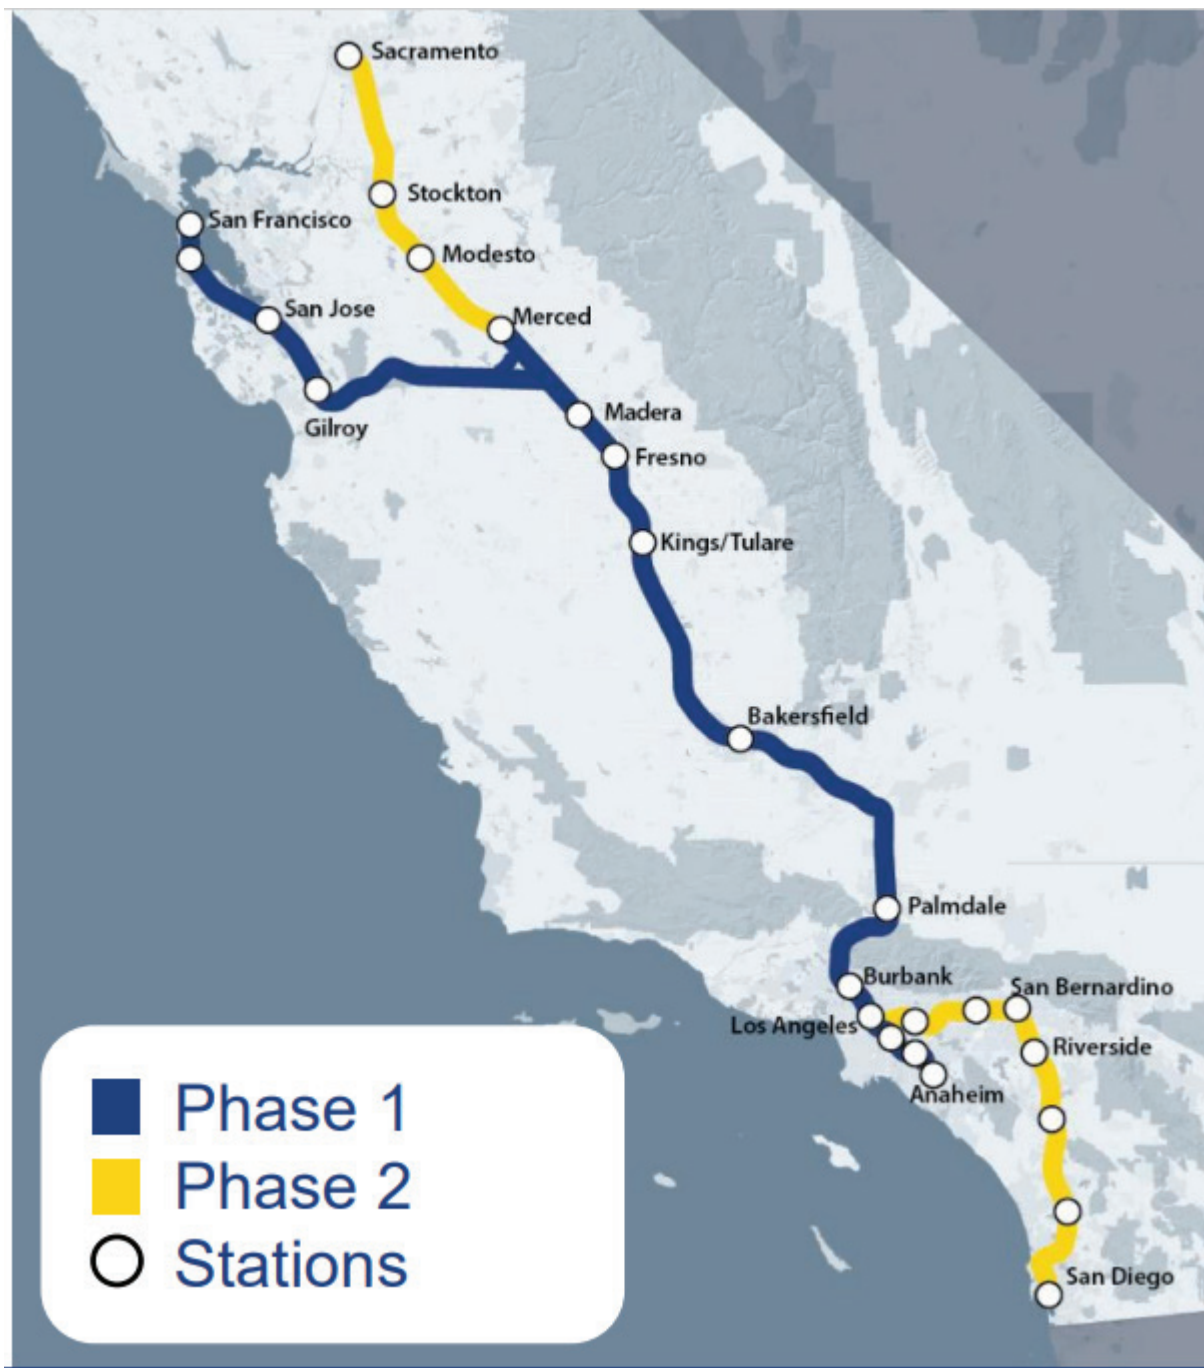 Sacramento
Stockton
San Francisco
Modesto
San Jose
Merced
Madera
Gilroy
Fresno
Kings/Tulare
Bakersfield
Palmdale
Burbank
San Bernardino
Los Angeles
Riverside
Anaheim
San Diego
Phase 1
Phase 2
Stations